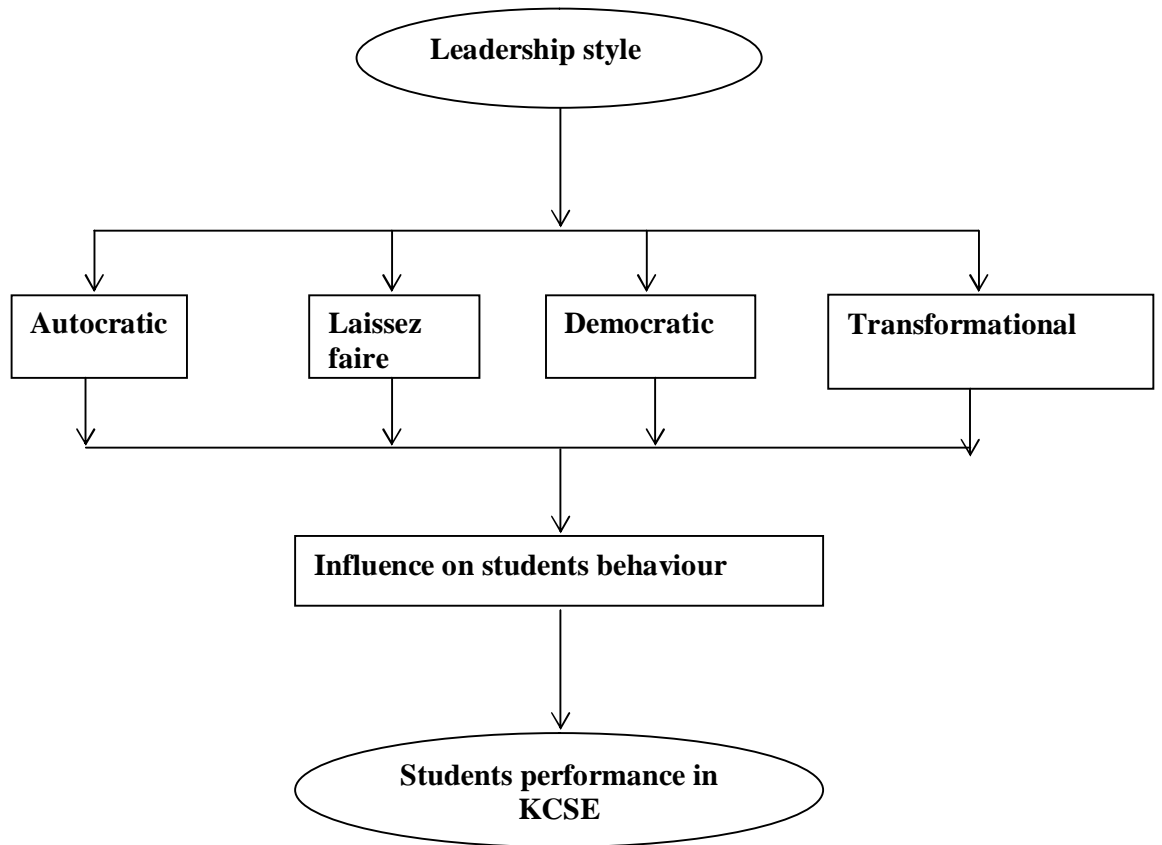 Leadership style
Autocratic
Laissez
faire
Democratic
Transformational
Influence on students behaviour
Students performance in
KCSE